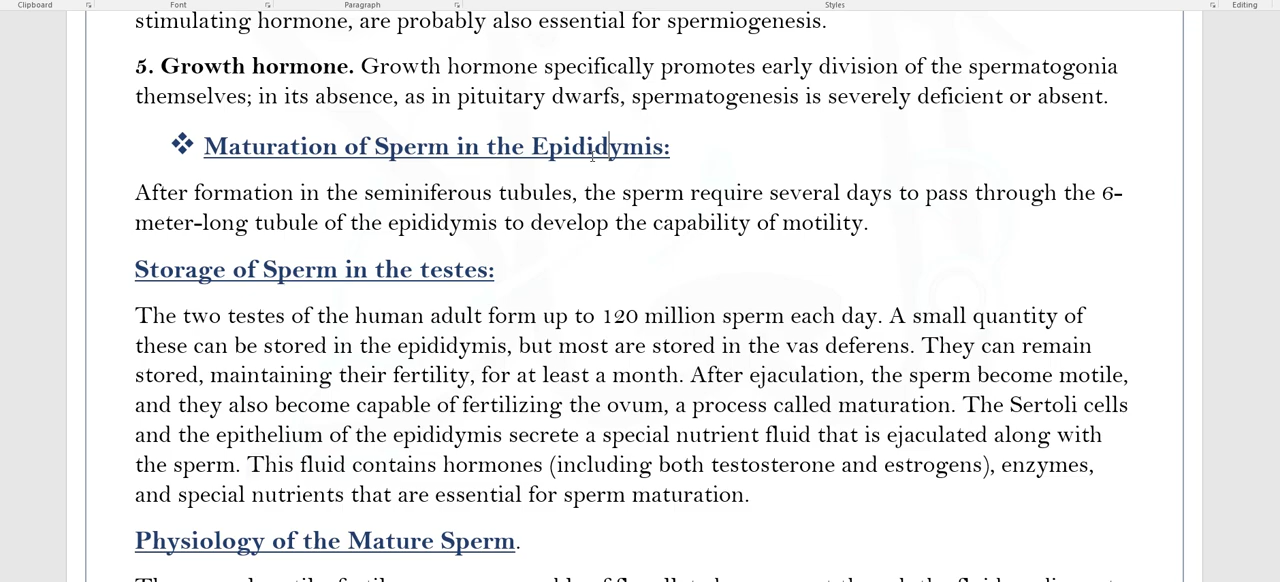 Clipboard Font Paragraph Styles Editing
stimulating hormone, are probably also essential for spermiogenesis.
5. Growth hormone. Growth hormone specifically promotes early division of the spermatogonia
themselves; in its absence, as in pituitary dwarfs, spermatogenesis is severely deficient or absent.
❖ Maturation of Sperm in the Epididymis:
After formation in the seminiferous tubules, the sperm require several days to pass through the 6-
meter-long tubule of the epididymis to develop the capability of motility.
Storage of Sperm in the testes:
The two testes of the human adult form up to 120 million sperm each day. A small quantity of
these can be stored in the epididymis, but most are stored in the vas deferens. They can remain
stored, maintaining their fertility, for at least a month. After ejaculation, the sperm become motile,
and they also become capable of fertilizing the ovum, a process called maturation. The Sertoli cells
and the epithelium of the epididymis secrete a special nutrient fluid that is ejaculated along with
the sperm. This fluid contains hormones (including both testosterone and estrogens), enzymes,
and special nutrients that are essential for sperm maturation.
Physiology of the Mature Sperm.